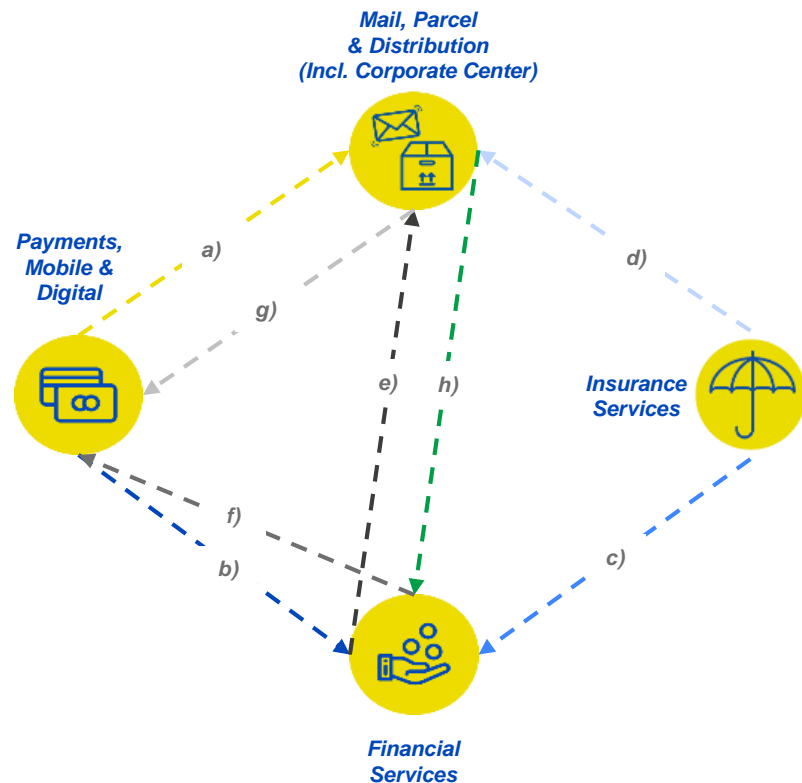 Mail, Parcel
& Distribution
(Incl. Corporate Center)
Payments,
Mobile &
Digital
a)
d)
g)
e)
h)
Insurance
Services
f)
b)
c)
Financial
Services